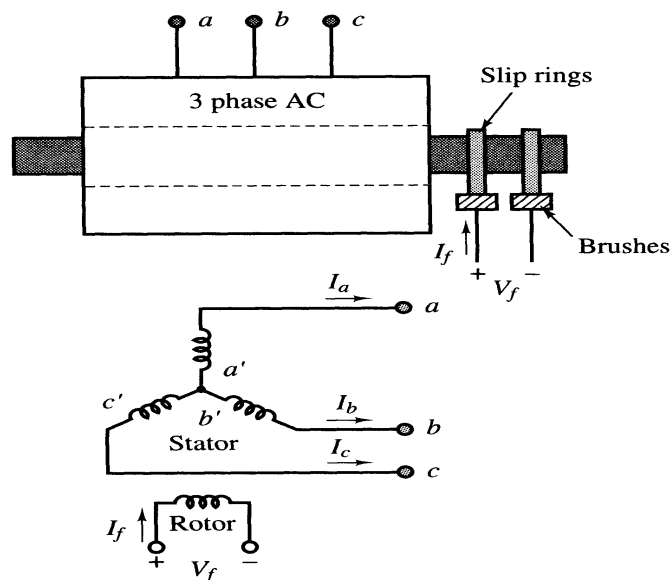 a b c
Slip rings
3 phase AC
I_f
+ V_f −
Brushes
I_a
a
a'
c'
b'
I_b
b
Stator
I_c
c
I_f
Rotor
+ V_f −